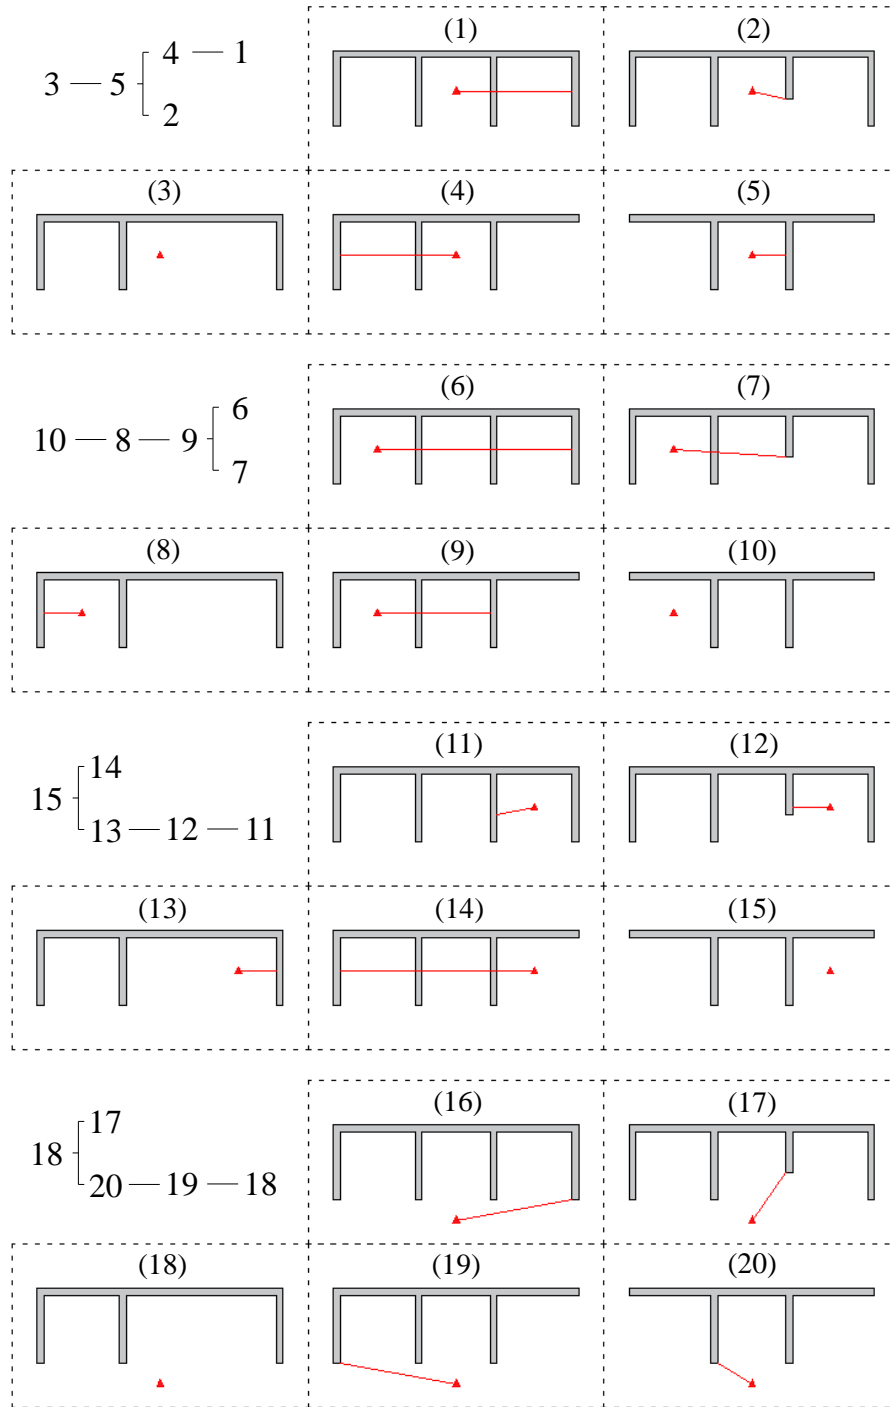 (1) (2)
4 — 1
3 — 5
2
(3) (4) (5)
(6) (7)
6
10 — 8 — 9
7
(8) (9) (10)
(11) (12)
14
15
13 — 12 — 11
(13) (14) (15)
(16) (17)
17
18
20 — 19 — 18
(18) (19) (20)